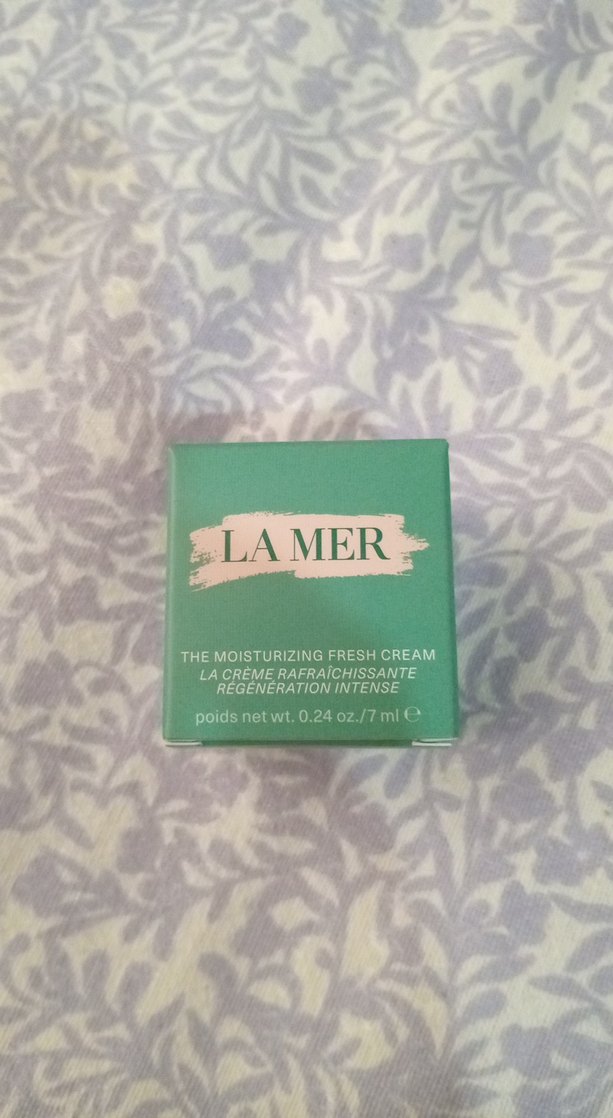 LA MER
THE MOISTURIZING FRESH CREAM
LA CRÈME RAFRAÎCHISSANTE
RÉGÉNÉRATION INTENSE
poids net wt. 0.24 oz./7 ml ℮